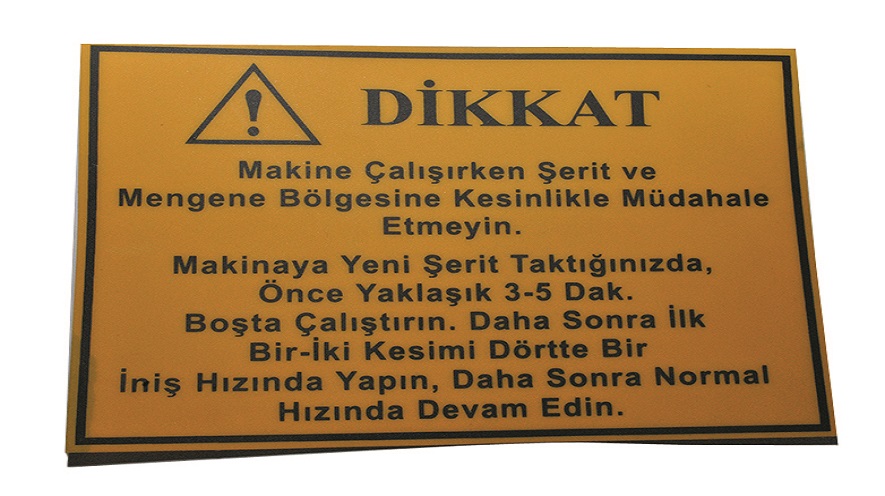 DİKKAT
Makine Çalışırken Şerit ve
Mengene Bölgesine Kesinlikle Müdahale
Etmeyin.
Makinaya Yeni Şerit Taktığınızda,
Önce Yaklaşık 3-5 Dak.
Boşta Çalıştırın. Daha Sonra İlk
Bir-İki Kesimi Dörtte Bir
İniş Hızında Yapın, Daha Sonra Normal
Hızında Devam Edin.